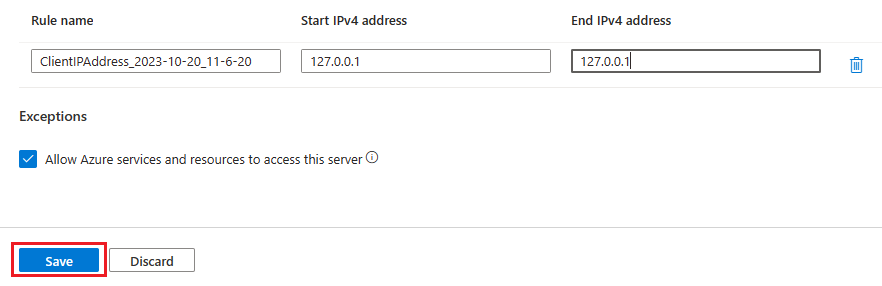 Rule name Start IPv4 address End IPv4 address
ClientIPAddress_2023-10-20_11-6-20 127.0.0.1 127.0.0.1
Exceptions
Allow Azure services and resources to access this server
Save Discard